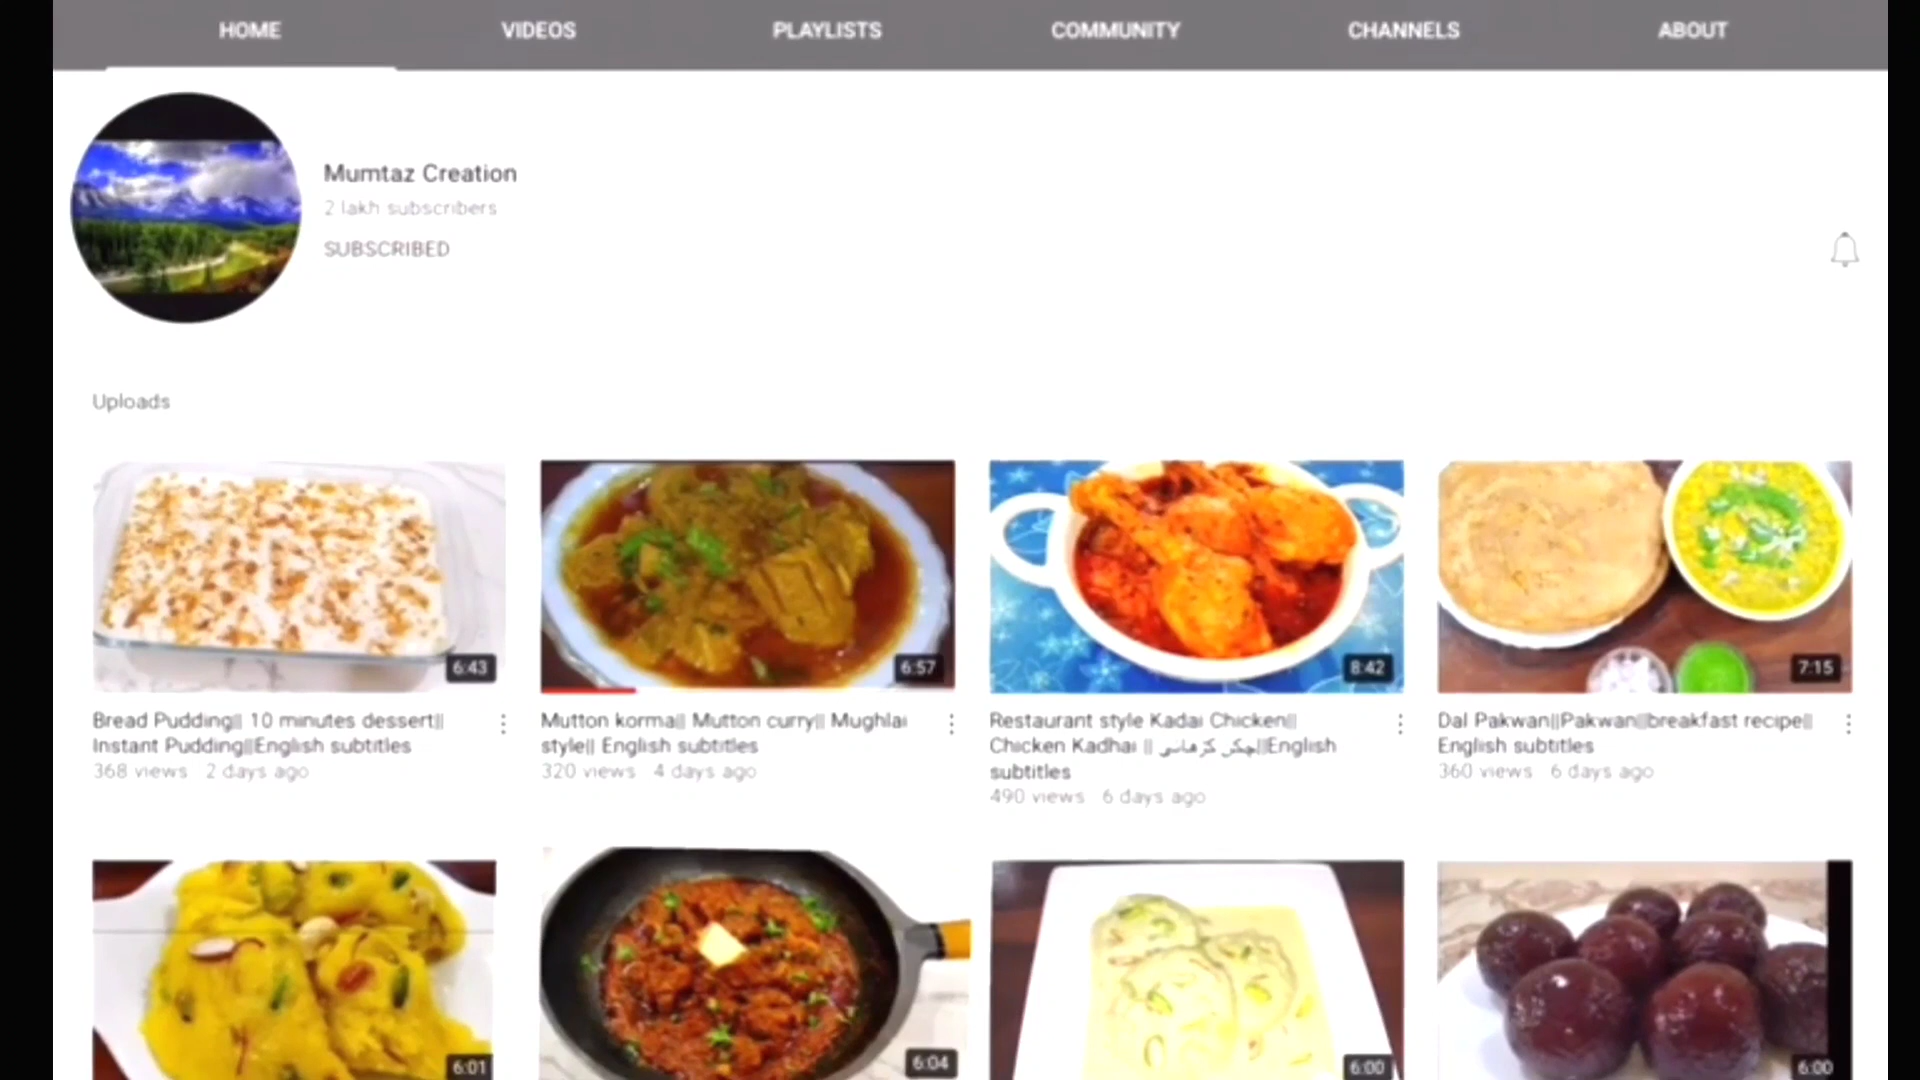 HOME VIDEOS PLAYLISTS COMMUNITY CHANNELS ABOUT
Mumtaz Creation
2 lakh subscribers
SUBSCRIBED
Uploads
6:43
6:57
8:42
7:15
Bread Pudding|| 10 minutes dessert||
Instant Pudding||English subtitles
368 views 2 days ago
Mutton korma|| Mutton curry|| Mughlai
style|| English subtitles
320 views 4 days ago
Restaurant style Kadai Chicken||
Chicken Kadhai || چکن کڑھائی||English
subtitles
490 views 6 days ago
Dal Pakwan||Pakwan||breakfast recipe||
English subtitles
360 views 6 days ago
6:01
6:04
6:00
6:00